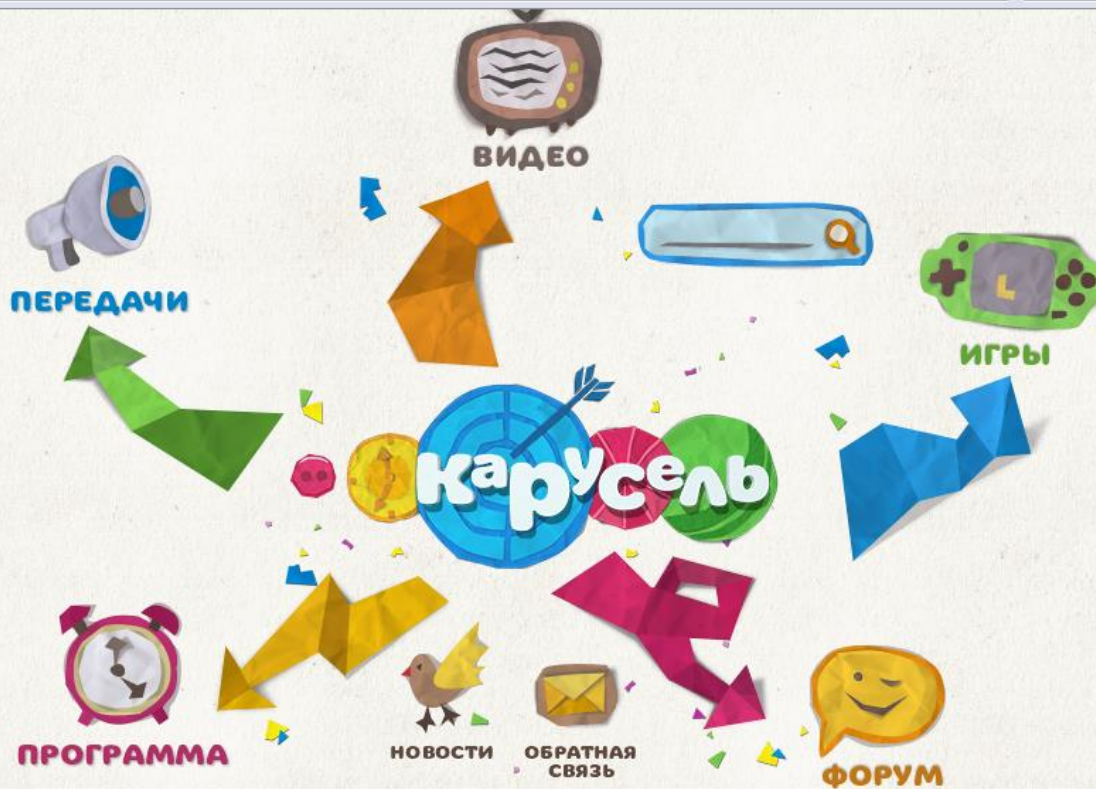 ВИДЕО
ПЕРЕДАЧИ
ИГРЫ
Карусель
ПРОГРАММА
НОВОСТИ
ОБРАТНАЯ
СВЯЗЬ
ФОРУМ